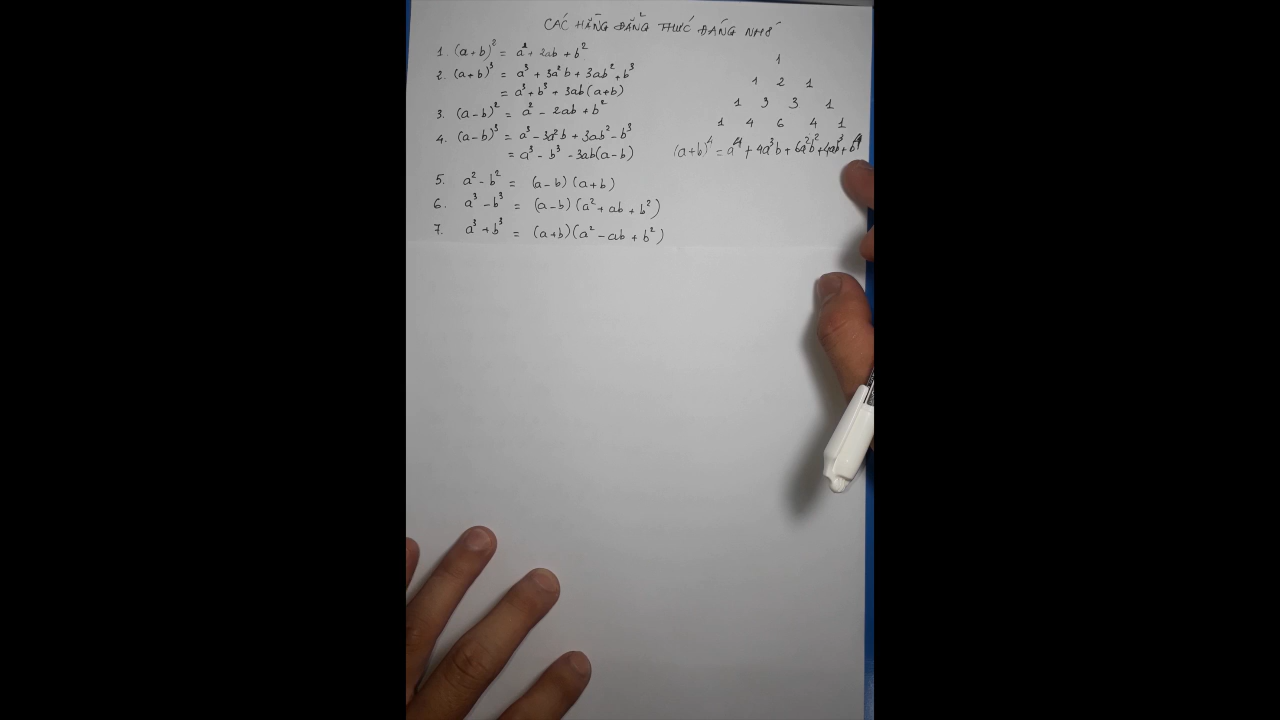 CÁC HẰNG ĐẲNG THỨC ĐÁNG NHỚ
1. (a+b)² = a² + 2ab + b²
2. (a+b)³ = a³ + 3a²b + 3ab² + b³
= a³ + b³ + 3ab(a+b)
3. (a-b)² = a² - 2ab + b²
4. (a-b)³ = a³ - 3a²b + 3ab² - b³
= a³ - b³ - 3ab(a-b)
5. a² - b² = (a-b)(a+b)
6. a³ - b³ = (a-b)(a² + ab + b²)
7. a³ + b³ = (a+b)(a² - ab + b²)
1
1 2 1
1 3 3 1
1 4 6 4 1
(a+b)⁴ = a⁴ + 4a³b + 6a²b² + 4ab³ + b⁴